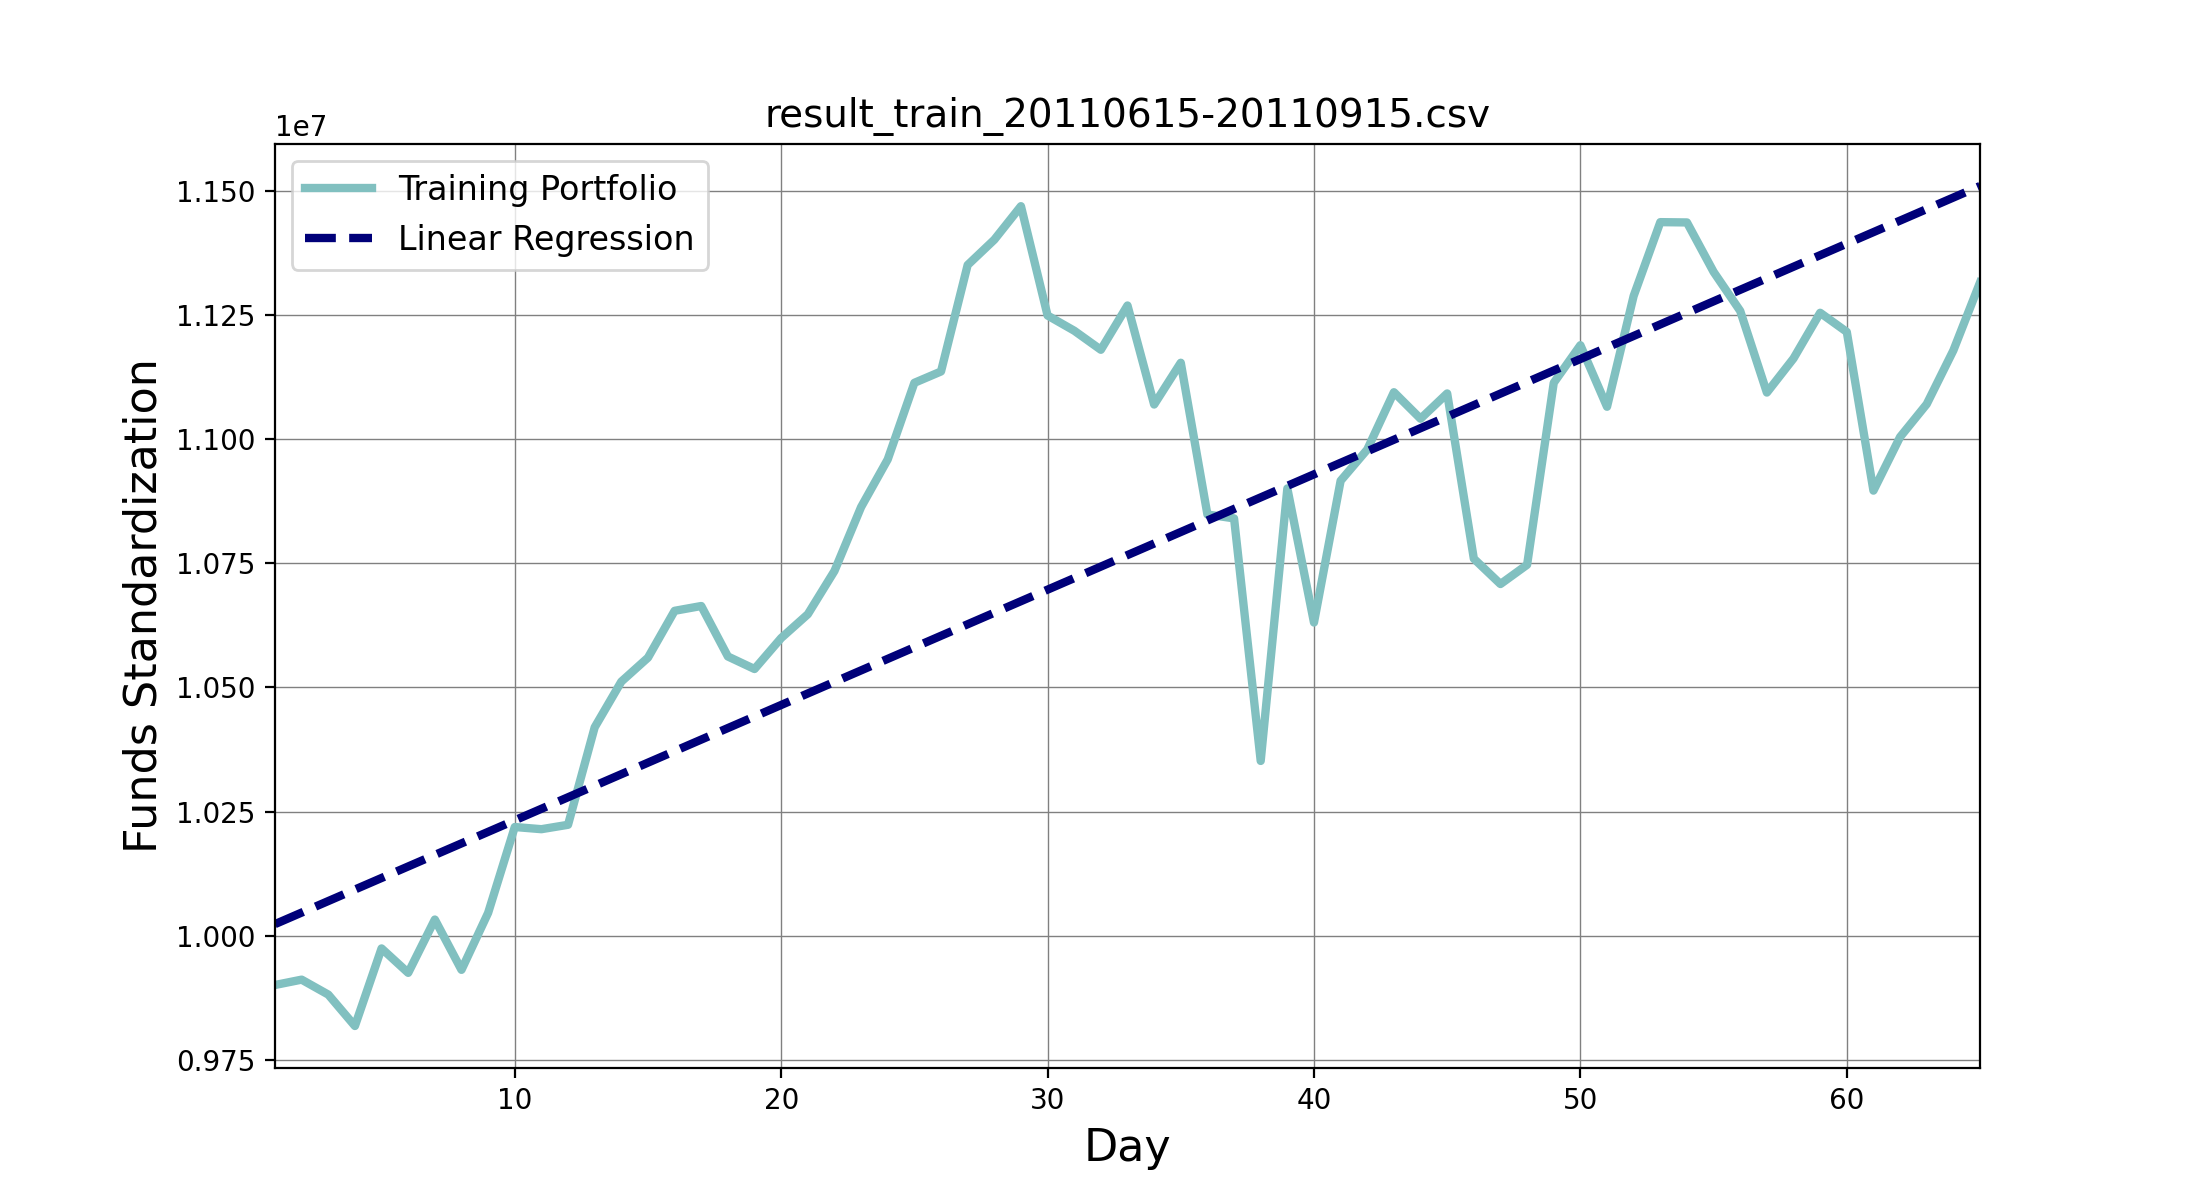 result_train_20110615-20110915.csv
1e7
Training Portfolio
Linear Regression
1.150
1.125
1.100
1.075
1.050
1.025
1.000
0.975
Funds Standardization
10 20 30 40 50 60
Day